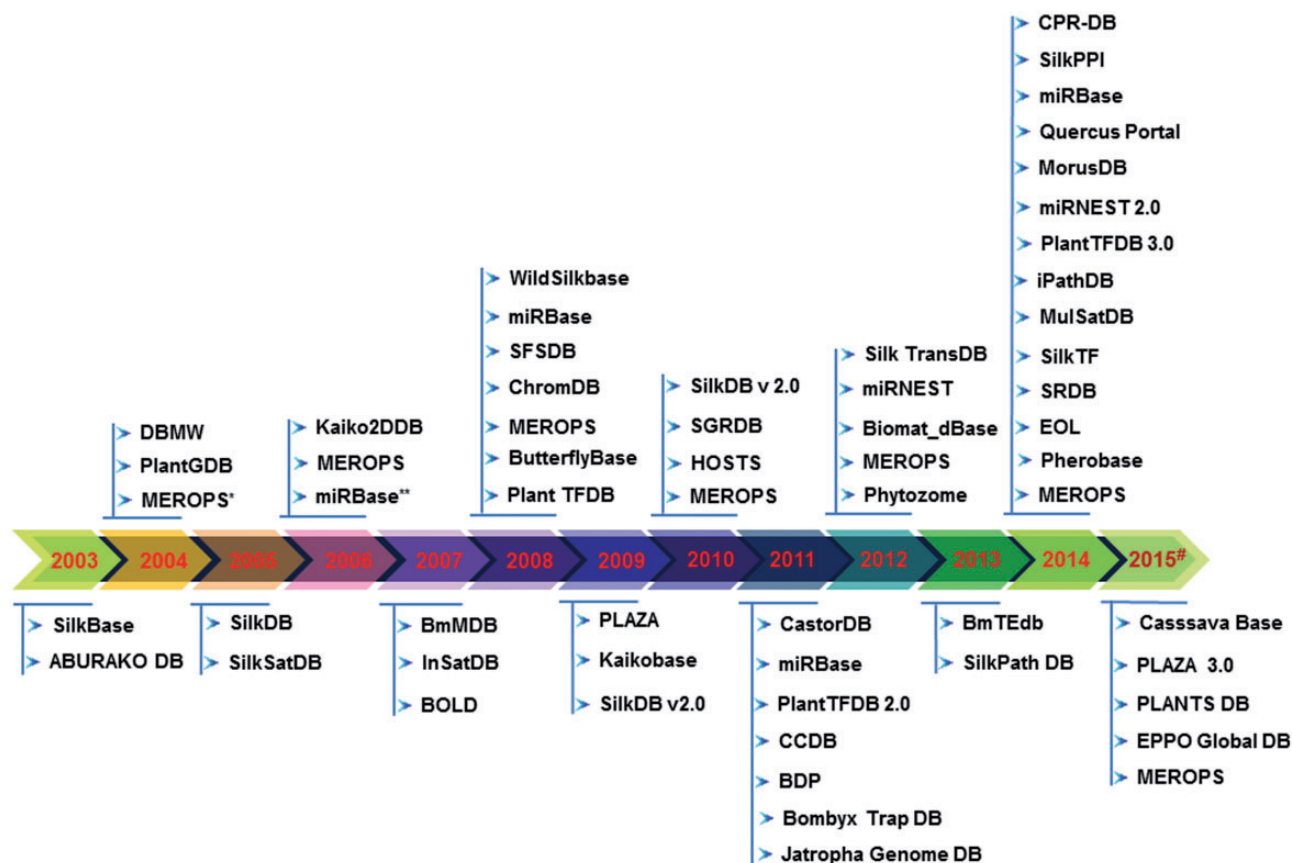 CPR-DB
SilkPPI
miRBase
Quercus Portal
MorusDB
miRNEST 2.0
PlantTFDB 3.0
iPathDB
MulSatDB
SilkTF
SRDB
EOL
Pherobase
MEROPS
WildSilkbase
miRBase
SFSDB
ChromDB
MEROPS
ButterflyBase
Plant TFDB
Silk TransDB
miRNEST
Biomat_dBase
MEROPS
Phytozome
SilkDB v 2.0
SGRDB
HOSTS
MEROPS
DBMW
PlantGDB
MEROPS*
Kaiko2DDB
MEROPS
miRBase**
2003 2004 2005 2006 2007 2008 2009 2010 2011 2012 2013 2014 2015#
SilkBase
ABURAKO DB
SilkDB
SilkSatDB
BmMDB
InSatDB
BOLD
PLAZA
Kaikobase
SilkDB v2.0
CastorDB
miRBase
PlantTFDB 2.0
CCDB
BDP
Bombyx Trap DB
Jatropha Genome DB
BmTEdb
SilkPath DB
Casssava Base
PLAZA 3.0
PLANTS DB
EPPO Global DB
MEROPS